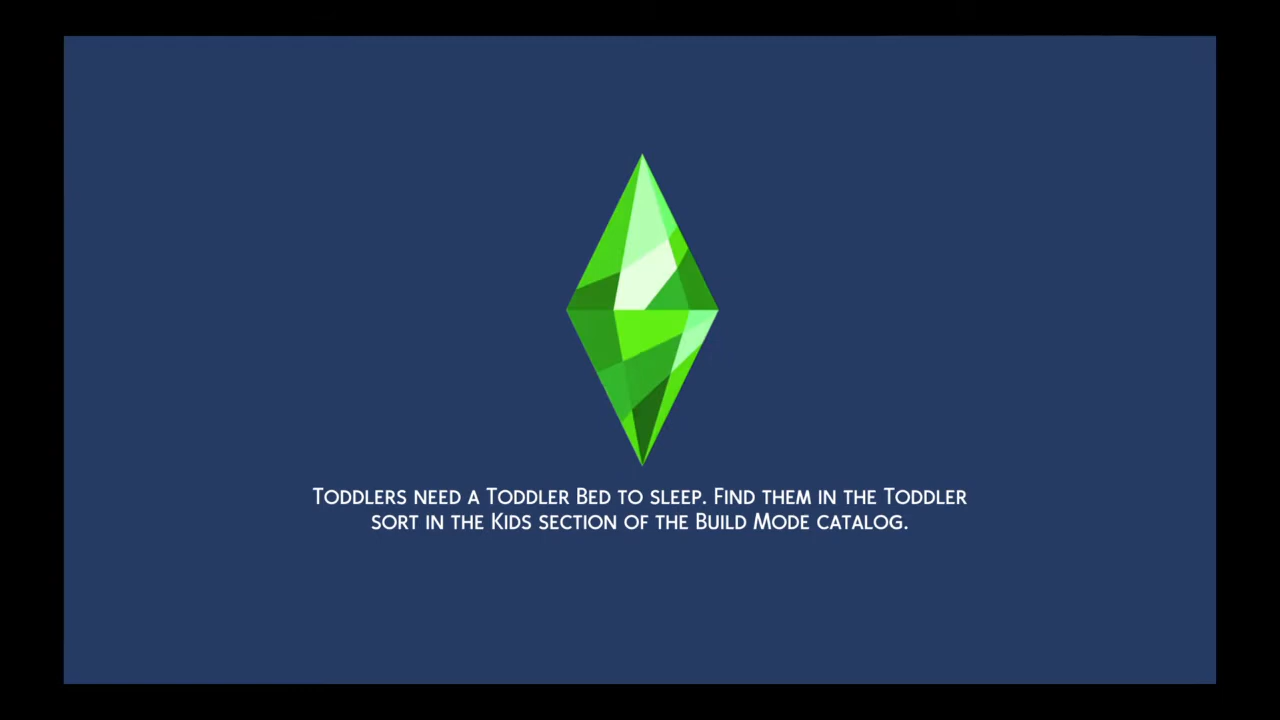 Toddlers need a Toddler Bed to sleep. Find them in the Toddler
sort in the Kids section of the Build Mode catalog.